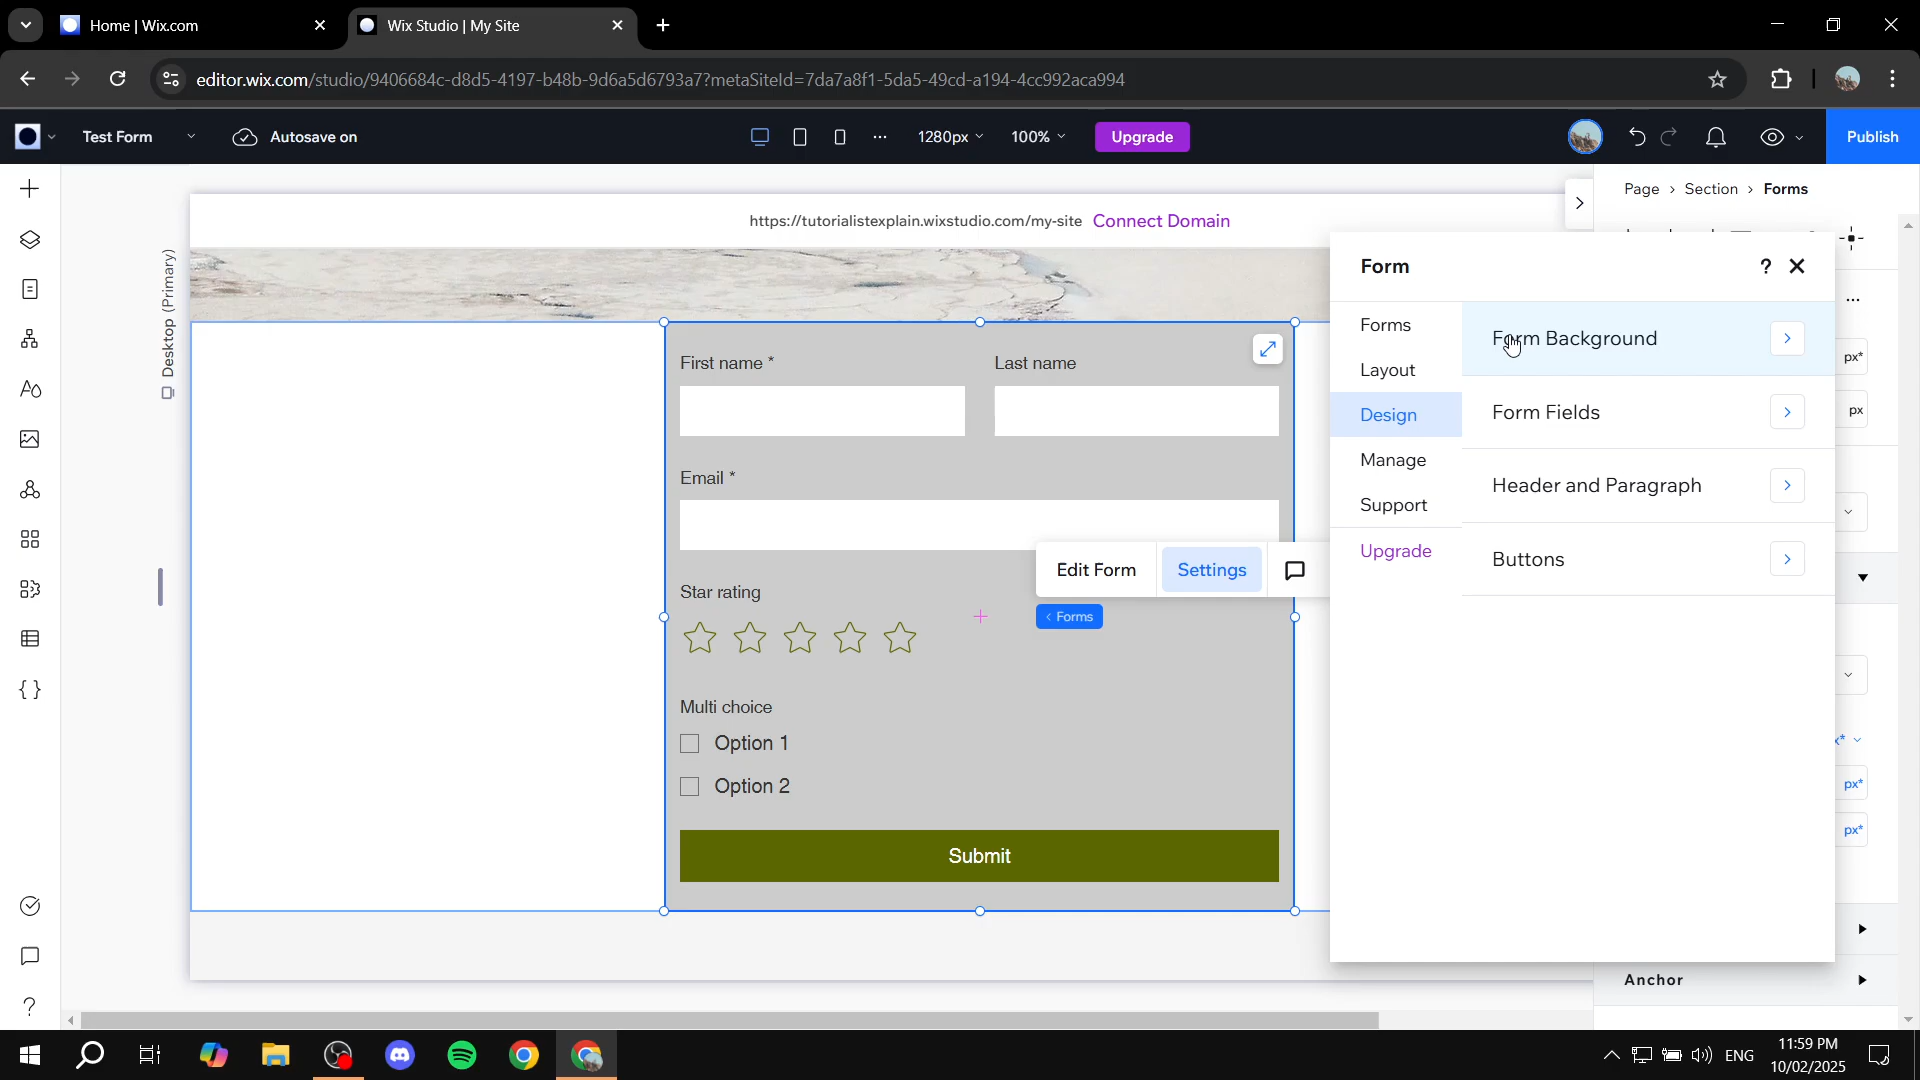 Home | Wix.com
Wix Studio | My Site
editor.wix.com/studio/9406684c-d8d5-4197-b48b-9d6a5d6793a7?metaSiteId=7da7a8f1-5da5-49cd-a194-4cc992aca994
Test Form
Autosave on
1280px
100%
Upgrade
Publish
Page > Section > Forms
https://tutorialistexplain.wixstudio.com/my-site Connect Domain
Desktop (Primary)
Form
?
Forms
Layout
Design
Manage
Support
Upgrade
Form Background
Form Fields
Header and Paragraph
Buttons
px*
px
px*
px*
First name *
Last name
Email *
Edit Form
Settings
< Forms
Star rating
Multi choice
Option 1
Option 2
Submit
Anchor
ENG
11:59 PM
10/02/2025